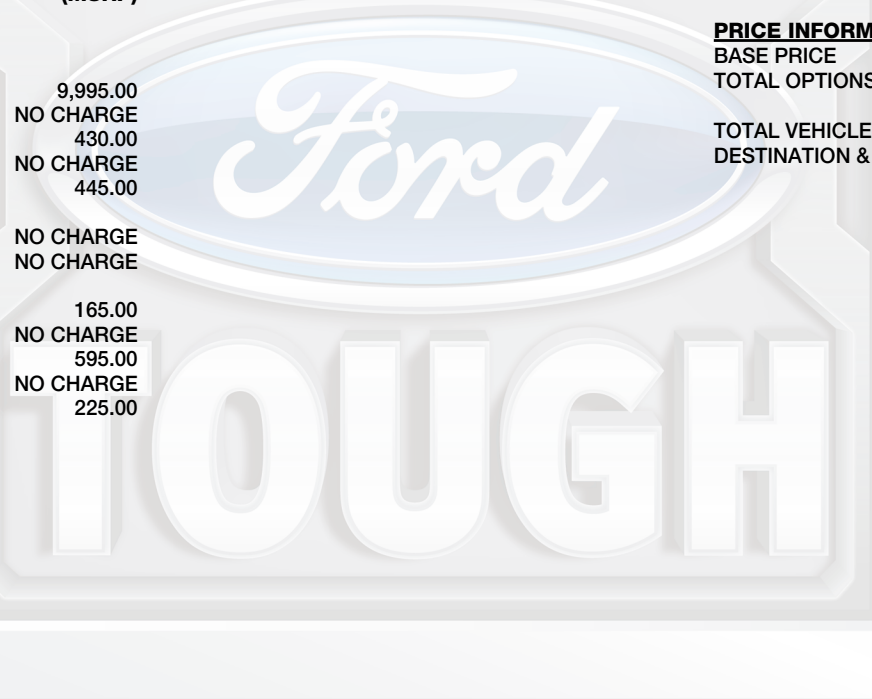 9,995.00
NO CHARGE
430.00
NO CHARGE
445.00
NO CHARGE
NO CHARGE
165.00
NO CHARGE
595.00
NO CHARGE
225.00
PRICE INFORM
BASE PRICE
TOTAL OPTIONS
TOTAL VEHICLE
DESTINATION &
Ford
TOUGH